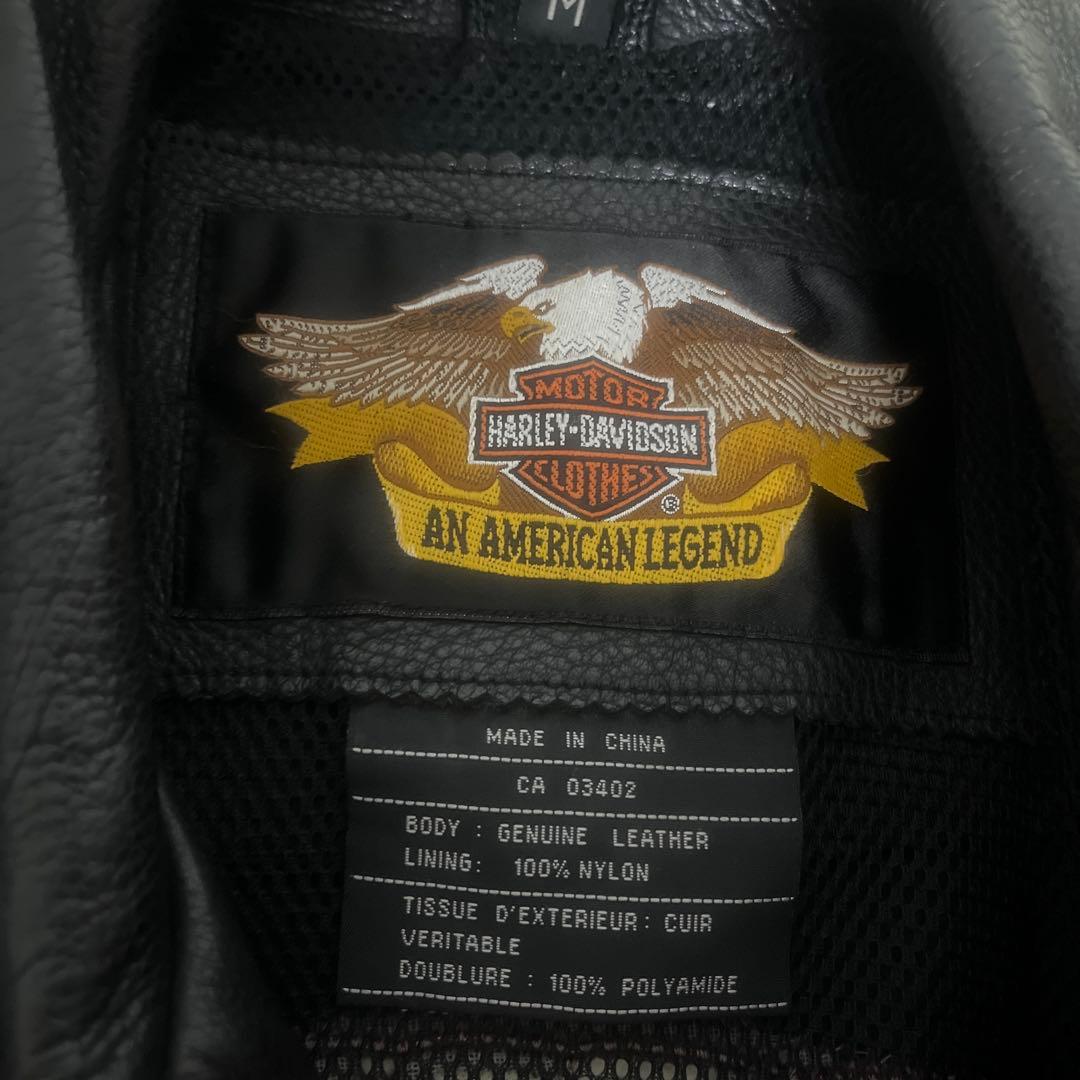 M
MOTOR
HARLEY-DAVIDSON
CLOTHES
®
AN AMERICAN LEGEND
MADE IN CHINA
CA 03402
BODY : GENUINE LEATHER
LINING: 100% NYLON
TISSUE D'EXTERIEUR: CUIR
VERITABLE
DOUBLURE : 100% POLYAMIDE